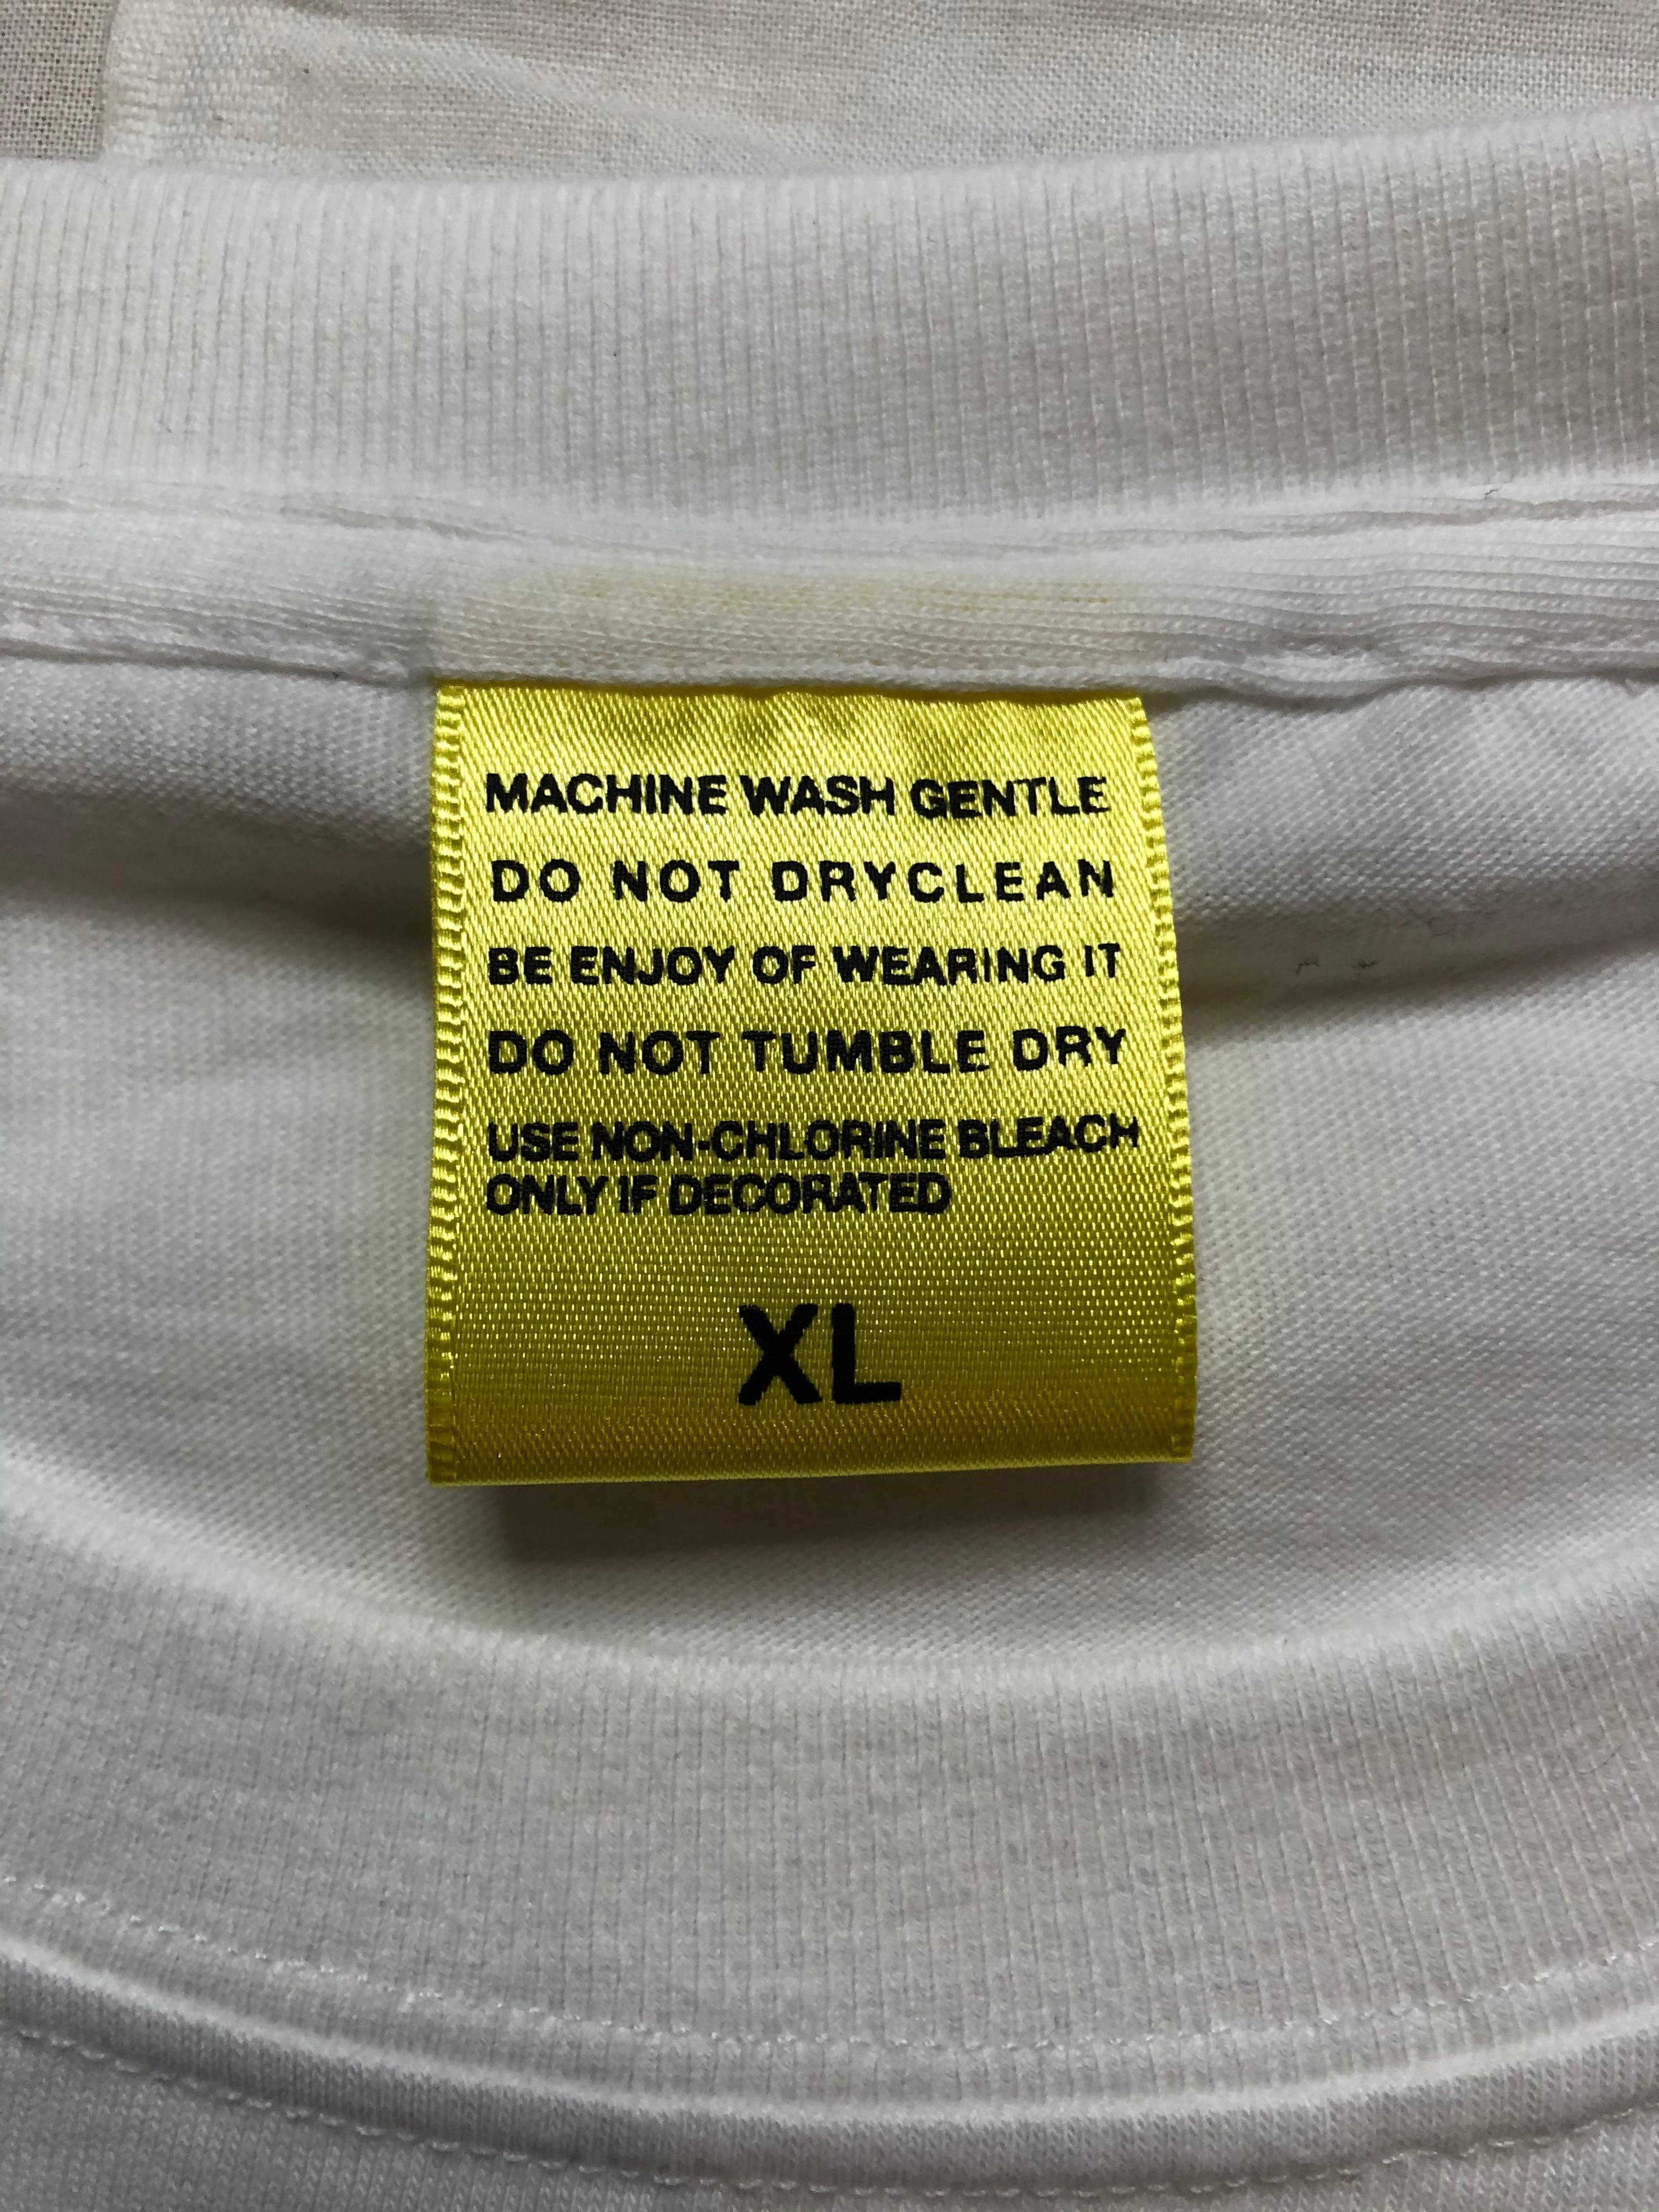 MACHINE WASH GENTLE
DO NOT DRYCLEAN
BE ENJOY OF WEARING IT
DO NOT TUMBLE DRY
USE NON-CHLORINE BLEACH
ONLY IF DECORATED
XL